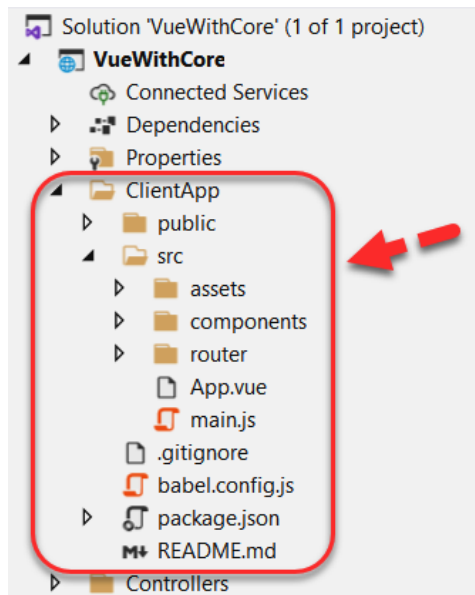 Solution 'VueWithCore' (1 of 1 project)
VueWithCore
Connected Services
Dependencies
Properties
ClientApp
public
src
assets
components
router
App.vue
main.js
.gitignore
babel.config.js
package.json
M+ README.md
Controllers